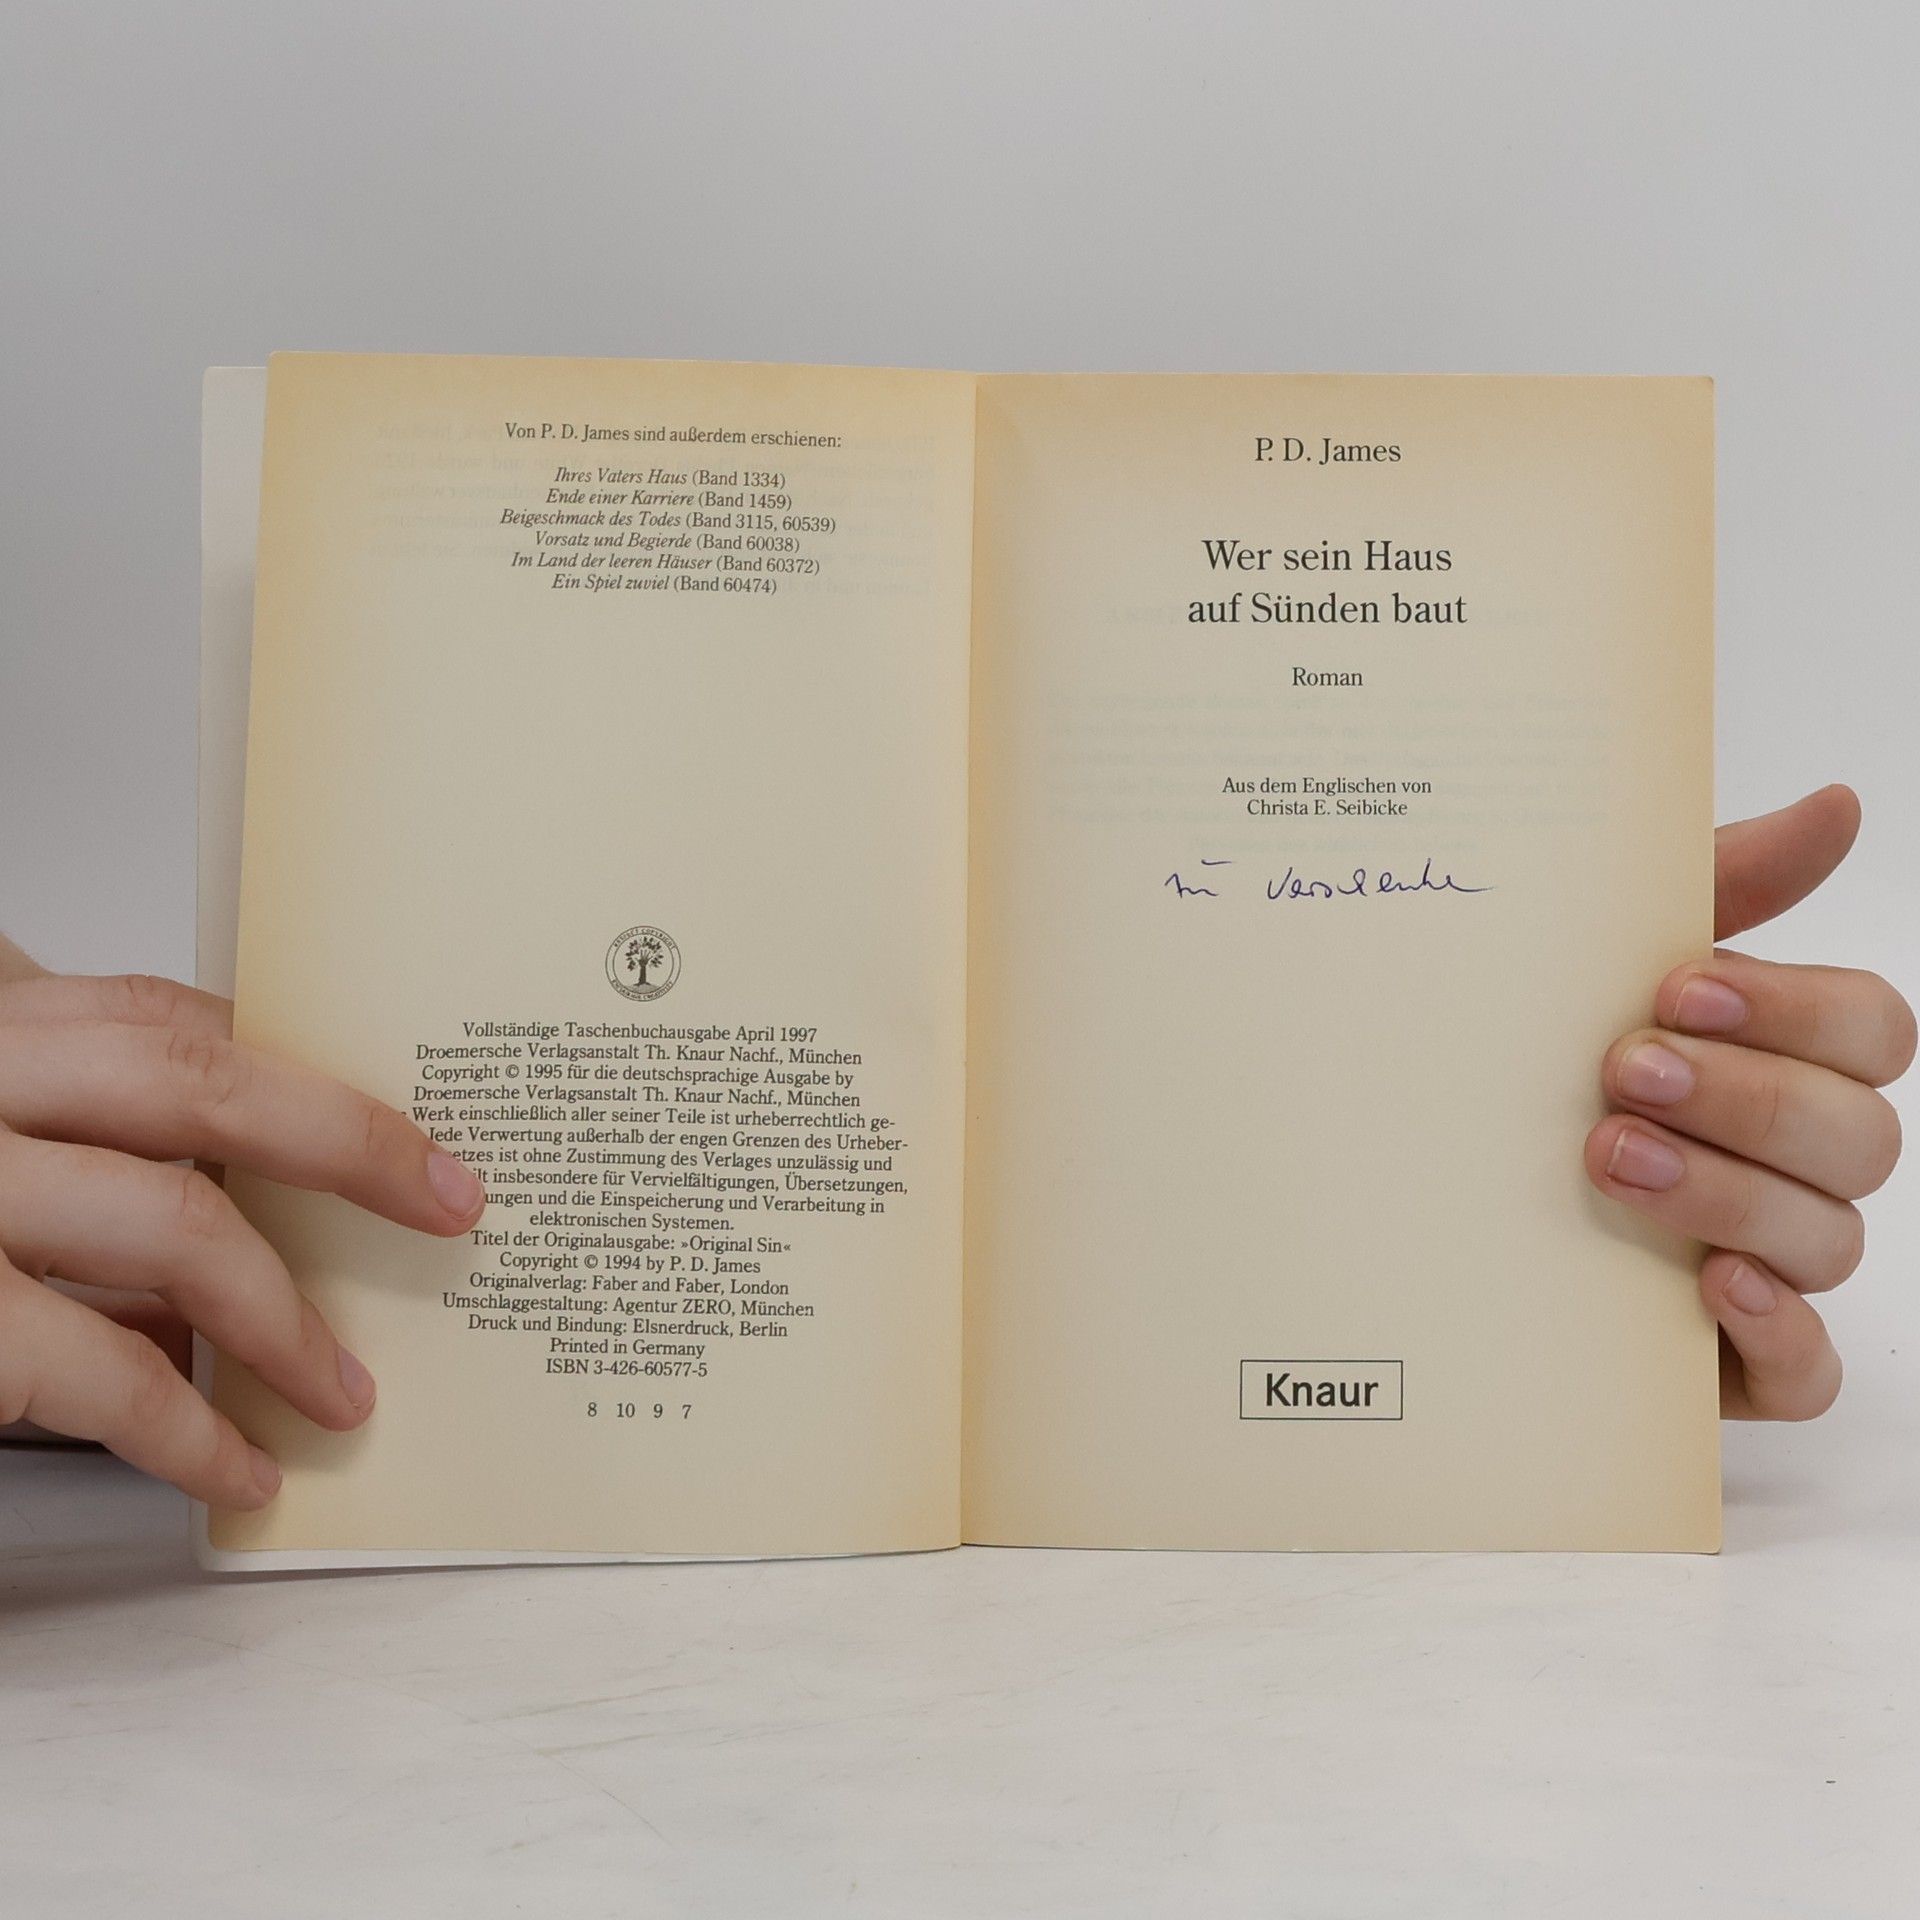 Von P. D. James sind außerdem erschienen:
Ihres Vaters Haus (Band 1334)
Ende einer Karriere (Band 1459)
Beigeschmack des Todes (Band 3115, 60539)
Vorsatz und Begierde (Band 60038)
Im Land der leeren Häuser (Band 60372)
Ein Spiel zuviel (Band 60474)
Vollständige Taschenbuchausgabe April 1997
Droemersche Verlagsanstalt Th. Knaur Nachf., München
Copyright © 1995 für die deutschsprachige Ausgabe by
Droemersche Verlagsanstalt Th. Knaur Nachf., München
Werk einschließlich aller seiner Teile ist urheberrechtlich ge-
Jede Verwertung außerhalb der engen Grenzen des Urheber-
etzes ist ohne Zustimmung des Verlages unzulässig und
ilt insbesondere für Vervielfältigungen, Übersetzungen,
ungen und die Einspeicherung und Verarbeitung in
elektronischen Systemen.
Titel der Originalausgabe: »Original Sin«
Copyright © 1994 by P. D. James
Originalverlag: Faber and Faber, London
Umschlaggestaltung: Agentur ZERO, München
Druck und Bindung: Elsnerdruck, Berlin
Printed in Germany
ISBN 3-426-60577-5
8 10 9 7
P. D. James
Wer sein Haus
auf Sünden baut
Roman
Aus dem Englischen von
Christa E. Seibicke
Knaur